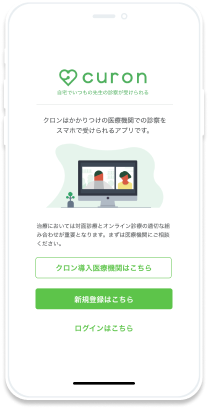 curon
自宅でいつもの先生の診察が受けられる
クロンはかかりつけの医療機関での診察を
スマホで受けられるアプリです。
治療においては対面診療とオンライン診療の適切な組
み合わせが重要となります。まずは医療機関にご相談
ください。
クロン導入医療機関はこちら
新規登録はこちら
ログインはこちら